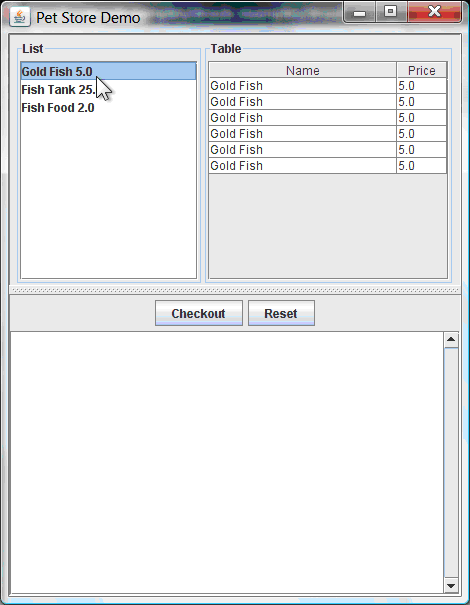 Pet Store Demo
List
Gold Fish 5.0
Fish Tank 25.
Fish Food 2.0
Table
Name Price
Gold Fish 5.0
Gold Fish 5.0
Gold Fish 5.0
Gold Fish 5.0
Gold Fish 5.0
Gold Fish 5.0
Checkout Reset